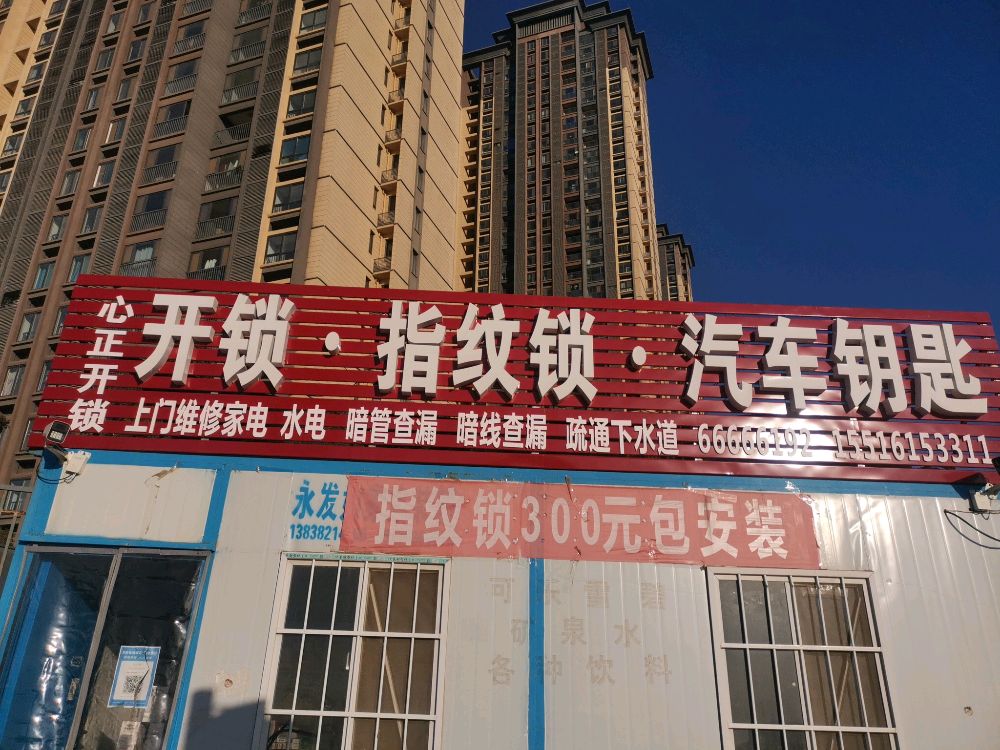 心正开锁
开锁·指纹锁·汽车钥匙
上门维修家电 水电 暗管查漏 暗线查漏 疏通下水道 66666192 15516153311
永发
13838214
指纹锁300元包安装
可乐雪碧
矿泉水
各种饮料